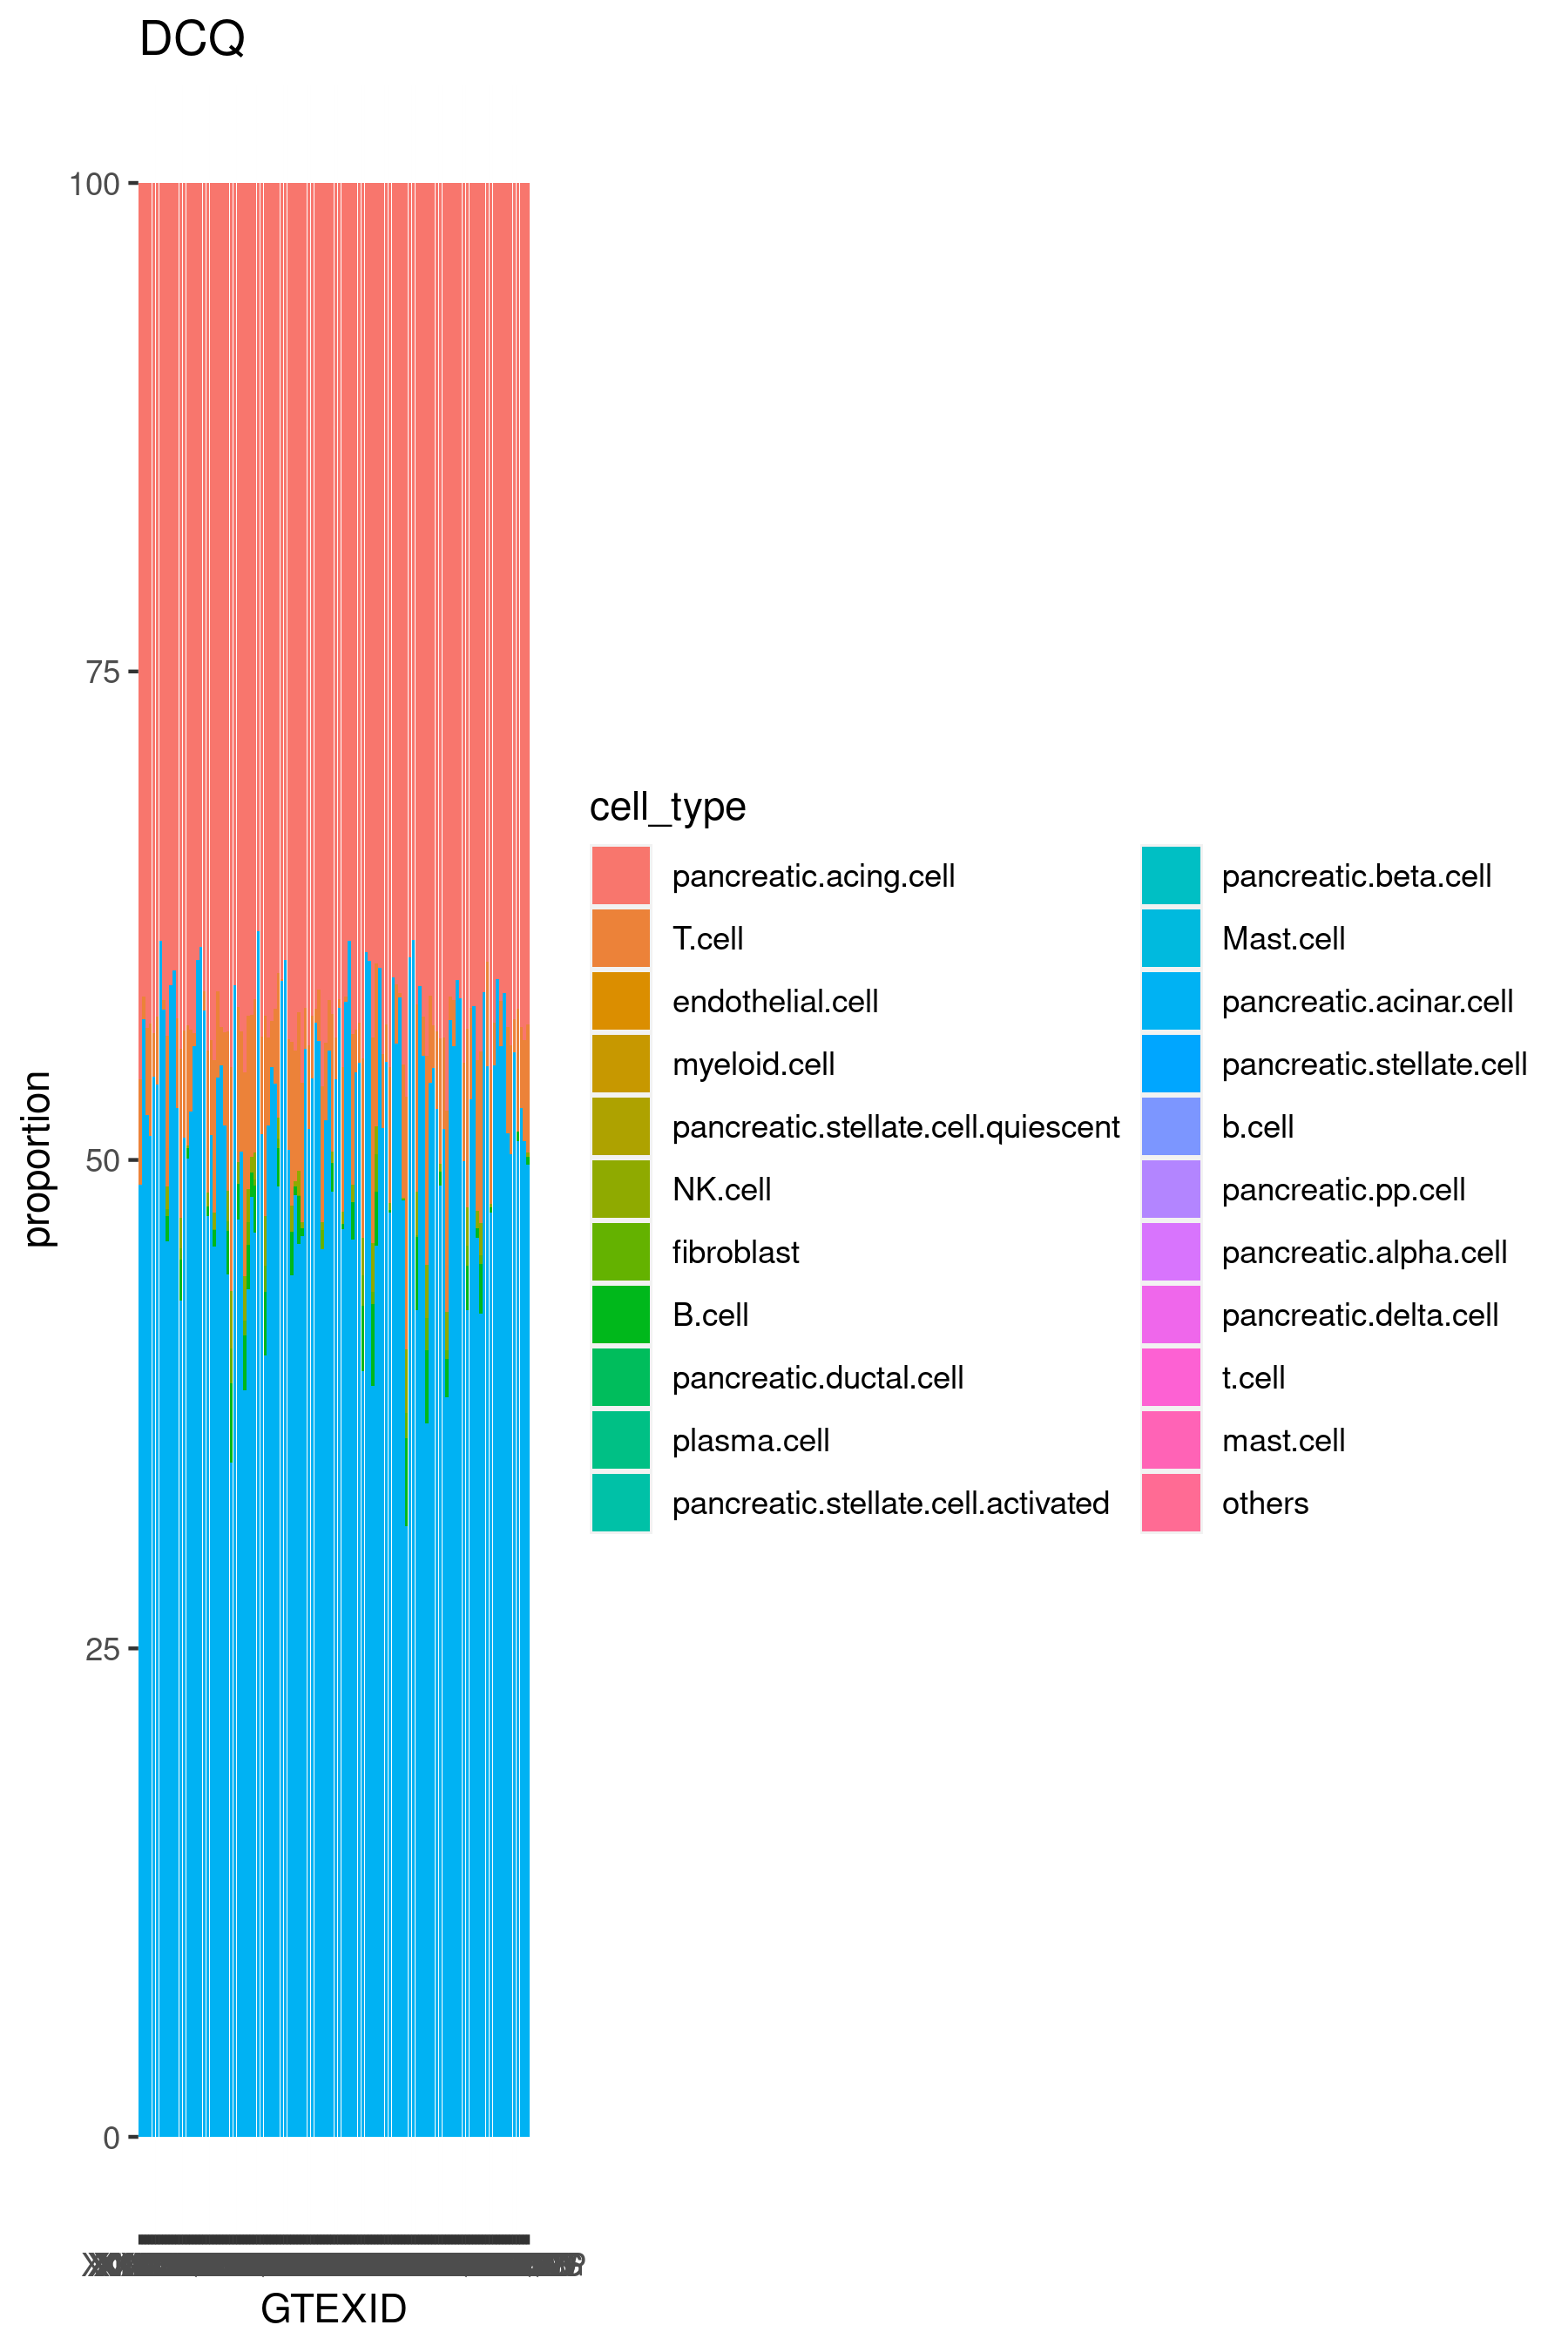 DCQ
100
75
50
25
0
proportion
GTEXID
cell_type
pancreatic.acing.cell
T.cell
endothelial.cell
myeloid.cell
pancreatic.stellate.cell.quiescent
NK.cell
fibroblast
B.cell
pancreatic.ductal.cell
plasma.cell
pancreatic.stellate.cell.activated
pancreatic.beta.cell
Mast.cell
pancreatic.acinar.cell
pancreatic.stellate.cell
b.cell
pancreatic.pp.cell
pancreatic.alpha.cell
pancreatic.delta.cell
t.cell
mast.cell
others